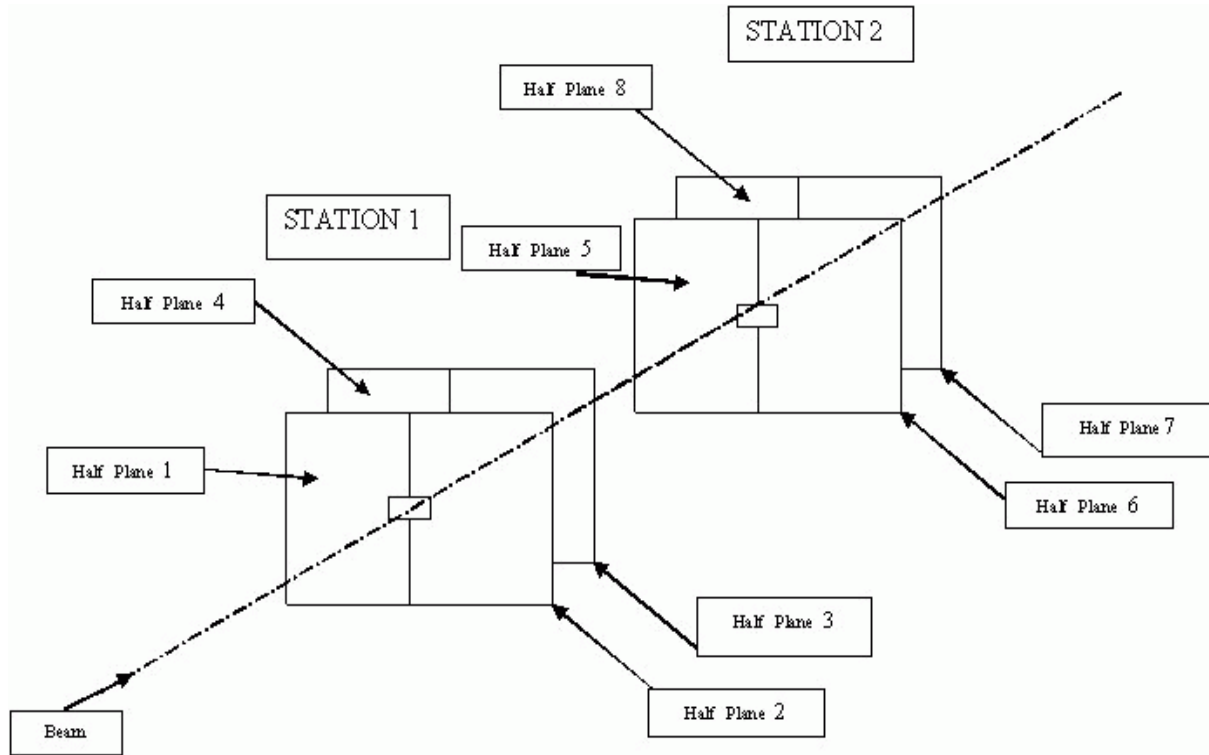 STATION 2
Half Plane 8
STATION 1
Half Plane 5
Half Plane 4
Half Plane 7
Half Plane 1
Half Plane 6
Half Plane 3
Half Plane 2
Beam